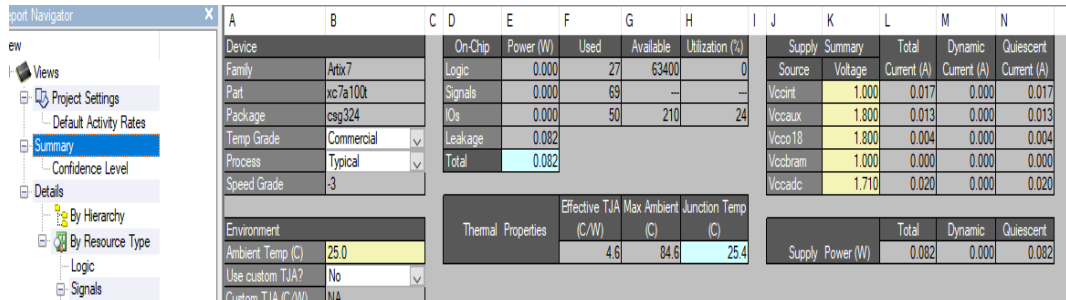 port Navigator X
ew
Views
Project Settings
Default Activity Rates
Summary
Confidence Level
Details
By Hierarchy
By Resource Type
Logic
Signals
A B C D E F G H I J K L M N
Device
Family Artix7
Part xc7a100t
Package csg324
Temp Grade Commercial
Process Typical
Speed Grade -3
Environment
Ambient Temp (C) 25.0
Use custom TJA? No
Custom TJA (C/W) NA
On-Chip Power (W) Used Available Utilization (%)
Logic 0.000 27 63400 0
Signals 0.000 69 --- ---
IOs 0.000 50 210 24
Leakage 0.082
Total 0.082
Effective TJA Max Ambient Junction Temp
Thermal Properties (C/W) (C) (C)
4.6 84.6 25.4
Supply Summary Total Dynamic Quiescent
Source Voltage Current (A) Current (A) Current (A)
Vccint 1.000 0.017 0.000 0.017
Vccaux 1.800 0.013 0.000 0.013
Vcco18 1.800 0.004 0.000 0.004
Vccbram 1.000 0.000 0.000 0.000
Vccadc 1.710 0.020 0.000 0.020
Total Dynamic Quiescent
Supply Power (W) 0.082 0.000 0.082